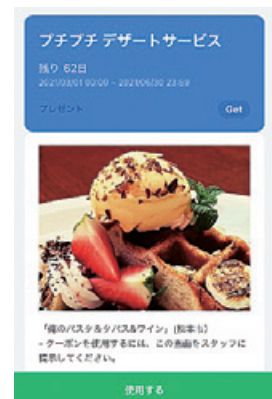 プチプチ デザートサービス
残り 62日
2021/03/01 00:00 ~ 2021/06/30 23:59
プレゼント
Get
「俺のパスタ&タパス&ワイン」(松本市)
- クーポンを使用するには、この画面をスタッフに
提示してください。
使用する